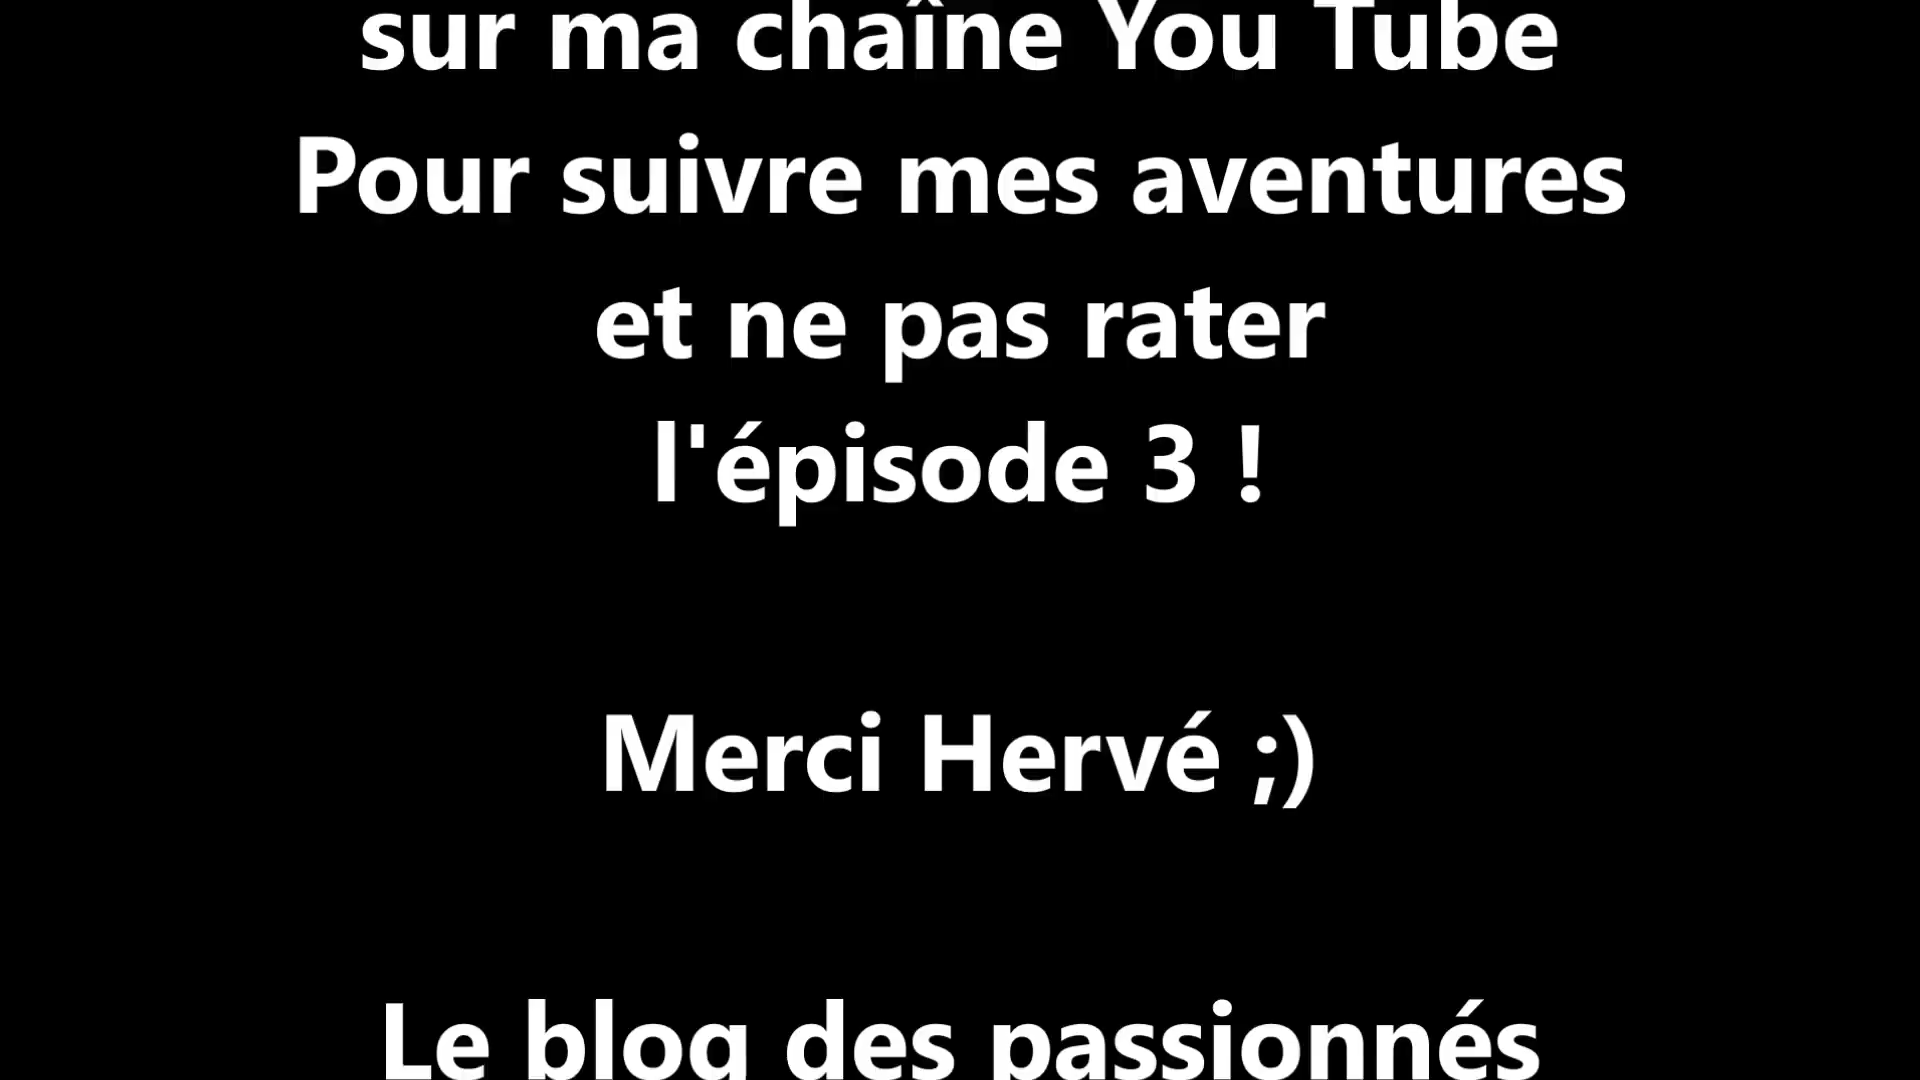 sur ma chaîne You Tube
Pour suivre mes aventures
et ne pas rater
l'épisode 3 !
Merci Hervé ;)
Le blog des passionnés